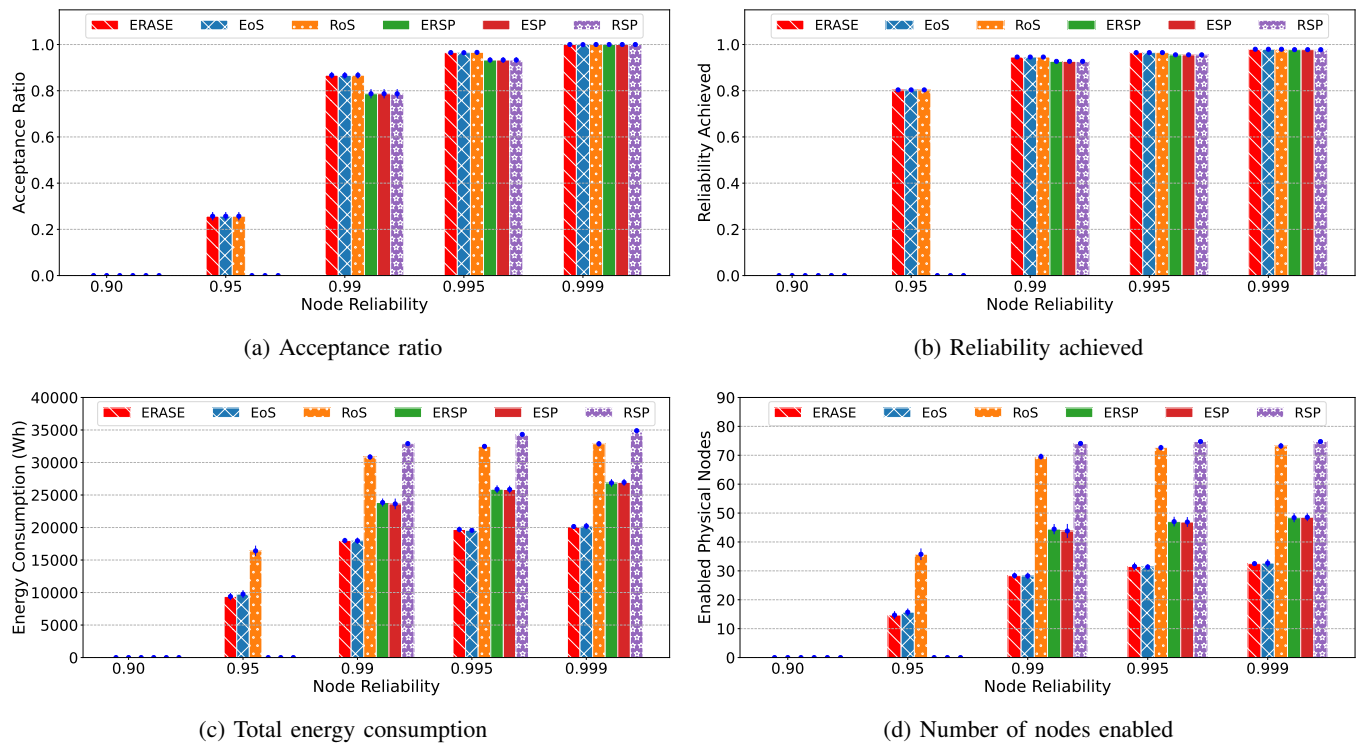 ERASE EoS RoS ERSP ESP RSP
1.0
0.8
0.6
0.4
0.2
0.0
Acceptance Ratio
0.90 0.95 0.99 0.995 0.999
Node Reliability
(a) Acceptance ratio
ERASE EoS RoS ERSP ESP RSP
1.0
0.8
0.6
0.4
0.2
0.0
Reliability Achieved
0.90 0.95 0.99 0.995 0.999
Node Reliability
(b) Reliability achieved
40000
ERASE EoS RoS ERSP ESP RSP
35000
30000
25000
20000
15000
10000
5000
0
Energy Consumption (Wh)
0.90 0.95 0.99 0.995 0.999
Node Reliability
(c) Total energy consumption
90
ERASE EoS RoS ERSP ESP RSP
80
70
60
50
40
30
20
10
0
Enabled Physical Nodes
0.90 0.95 0.99 0.995 0.999
Node Reliability
(d) Number of nodes enabled